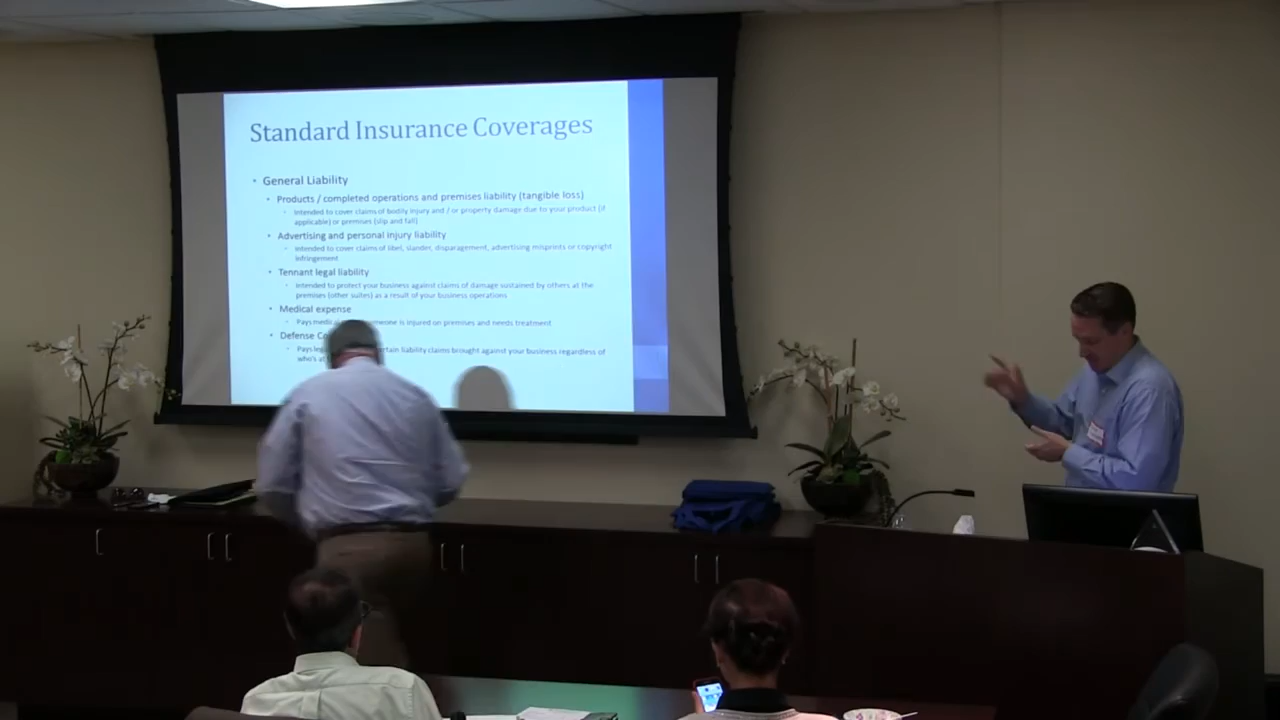 Standard Insurance Coverages
• General Liability
• Products / completed operations and premises liability (tangible loss)
• Intended to cover claims of bodily injury and / or property damage due to your product (if
applicable) or premises (slip and fall)
• Advertising and personal injury liability
• Intended to cover claims of libel, slander, disparagement, advertising misprints or copyright
infringement
• Tennant legal liability
• Intended to protect your business against claims of damage sustained by others at the
premises (other suites) as a result of your business operations
• Medical expense
• Pays someone is injured on premises and needs treatment
• Defense
• Pays liability claims brought against your business regardless of
who's